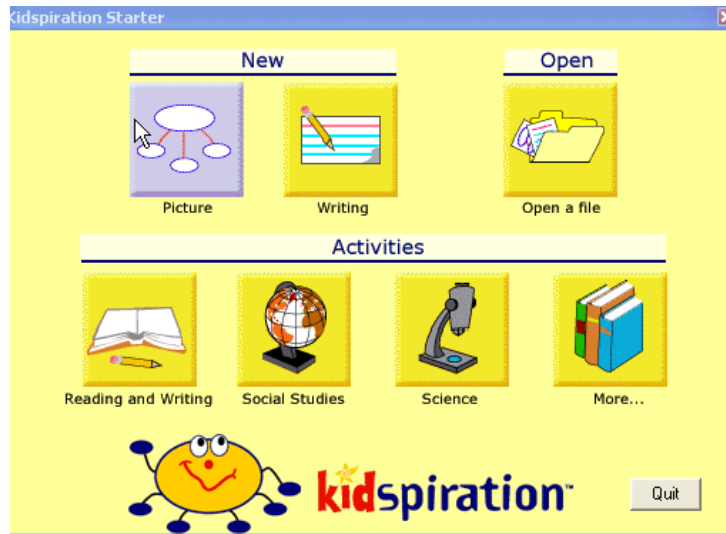 Kidspiration Starter
New
Open
Picture
Writing
Open a file
Activities
Reading and Writing
Social Studies
Science
More...
kidspiration™
Quit